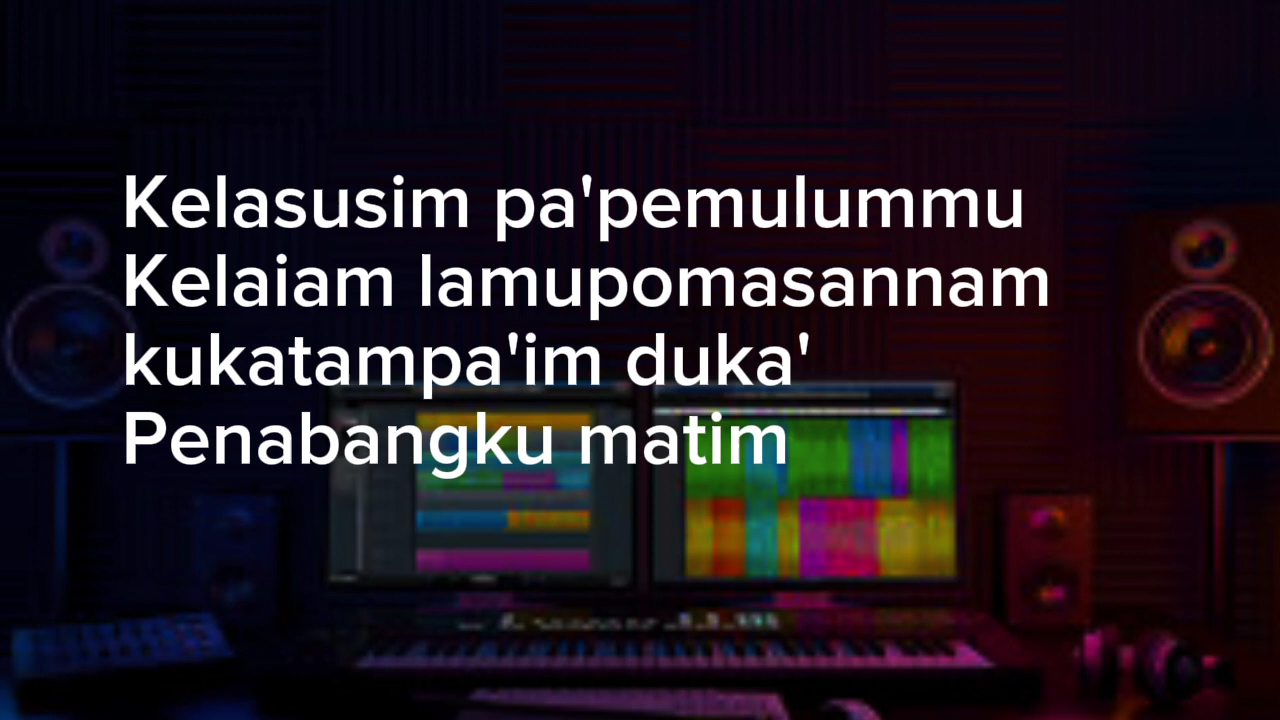 Kelasusim pa'pemulummu
Kelaiam lamupomasannam
kukatampa'im duka'
Penabangku matim